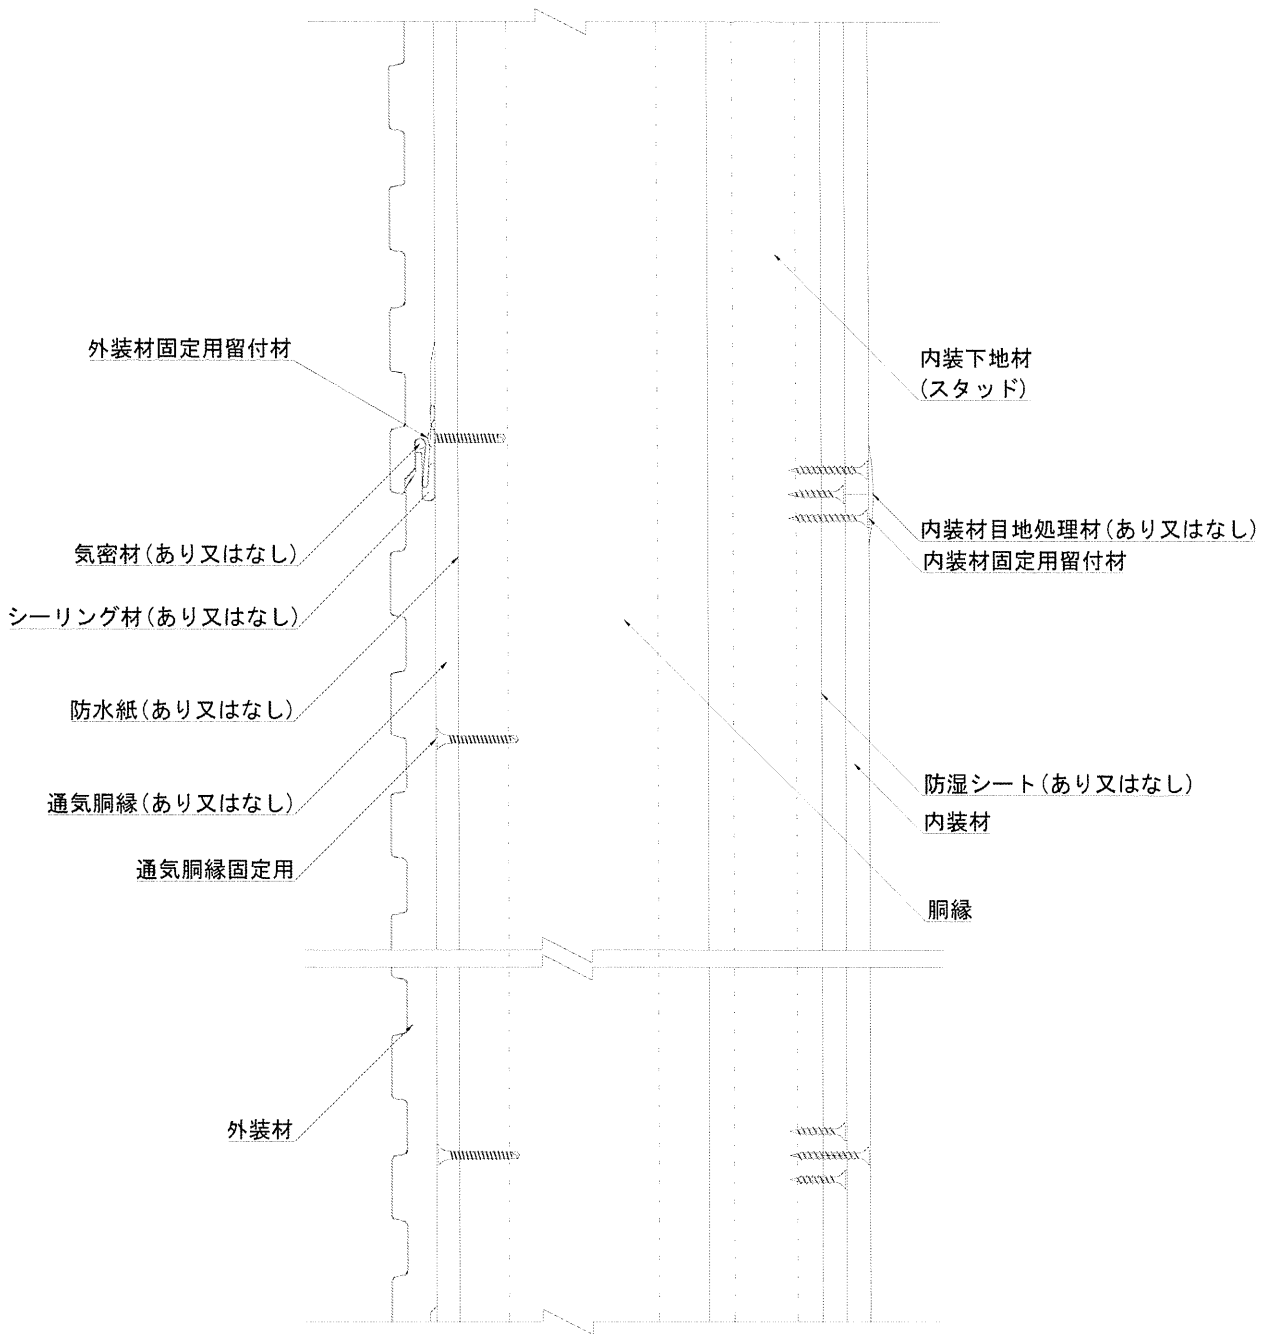 外装材固定用留付材
気密材(あり又はなし)
シーリング材(あり又はなし)
防水紙(あり又はなし)
通気胴縁(あり又はなし)
通気胴縁固定用
外装材
内装下地材
(スタッド)
内装材目地処理材(あり又はなし)
内装材固定用留付材
防湿シート(あり又はなし)
内装材
胴縁